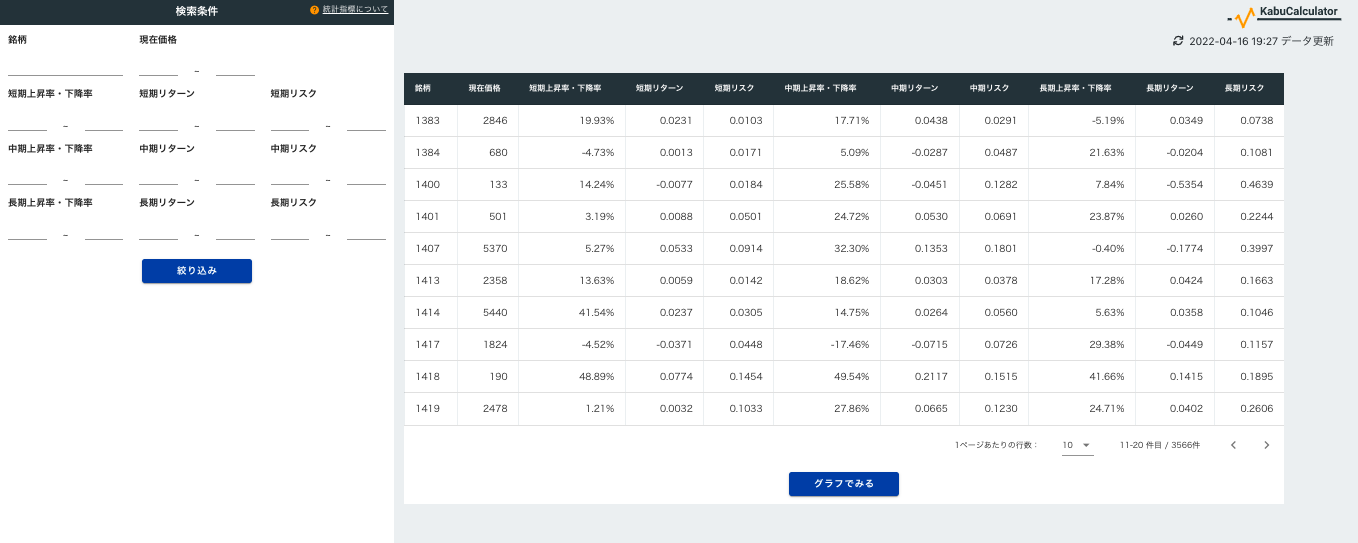 検索条件
? 統計指標について
銘柄 現在価格
~
短期上昇率・下降率 短期リターン 短期リスク
~ ~ ~
中期上昇率・下降率 中期リターン 中期リスク
~ ~ ~
長期上昇率・下降率 長期リターン 長期リスク
~ ~ ~
絞り込み
KabuCalculator
2022-04-16 19:27 データ更新
銘柄 現在価格 短期上昇率・下降率 短期リターン 短期リスク 中期上昇率・下降率 中期リターン 中期リスク 長期上昇率・下降率 長期リターン 長期リスク
1383 2846 19.93% 0.0231 0.0103 17.71% 0.0438 0.0291 -5.19% 0.0349 0.0738
1384 680 -4.73% 0.0013 0.0171 5.09% -0.0287 0.0487 21.63% -0.0204 0.1081
1400 133 14.24% -0.0077 0.0184 25.58% -0.0451 0.1282 7.84% -0.5354 0.4639
1401 501 3.19% 0.0088 0.0501 24.72% 0.0530 0.0691 23.87% 0.0260 0.2244
1407 5370 5.27% 0.0533 0.0914 32.30% 0.1353 0.1801 -0.40% -0.1774 0.3997
1413 2358 13.63% 0.0059 0.0142 18.62% 0.0303 0.0378 17.28% 0.0424 0.1663
1414 5440 41.54% 0.0237 0.0305 14.75% 0.0264 0.0560 5.63% 0.0358 0.1046
1417 1824 -4.52% -0.0371 0.0448 -17.46% -0.0715 0.0726 29.38% -0.0449 0.1157
1418 190 48.89% 0.0774 0.1454 49.54% 0.2117 0.1515 41.66% 0.1415 0.1895
1419 2478 1.21% 0.0032 0.1033 27.86% 0.0665 0.1230 24.71% 0.0402 0.2606
1ページあたりの行数： 10 11-20 件目 / 3566件
グラフでみる